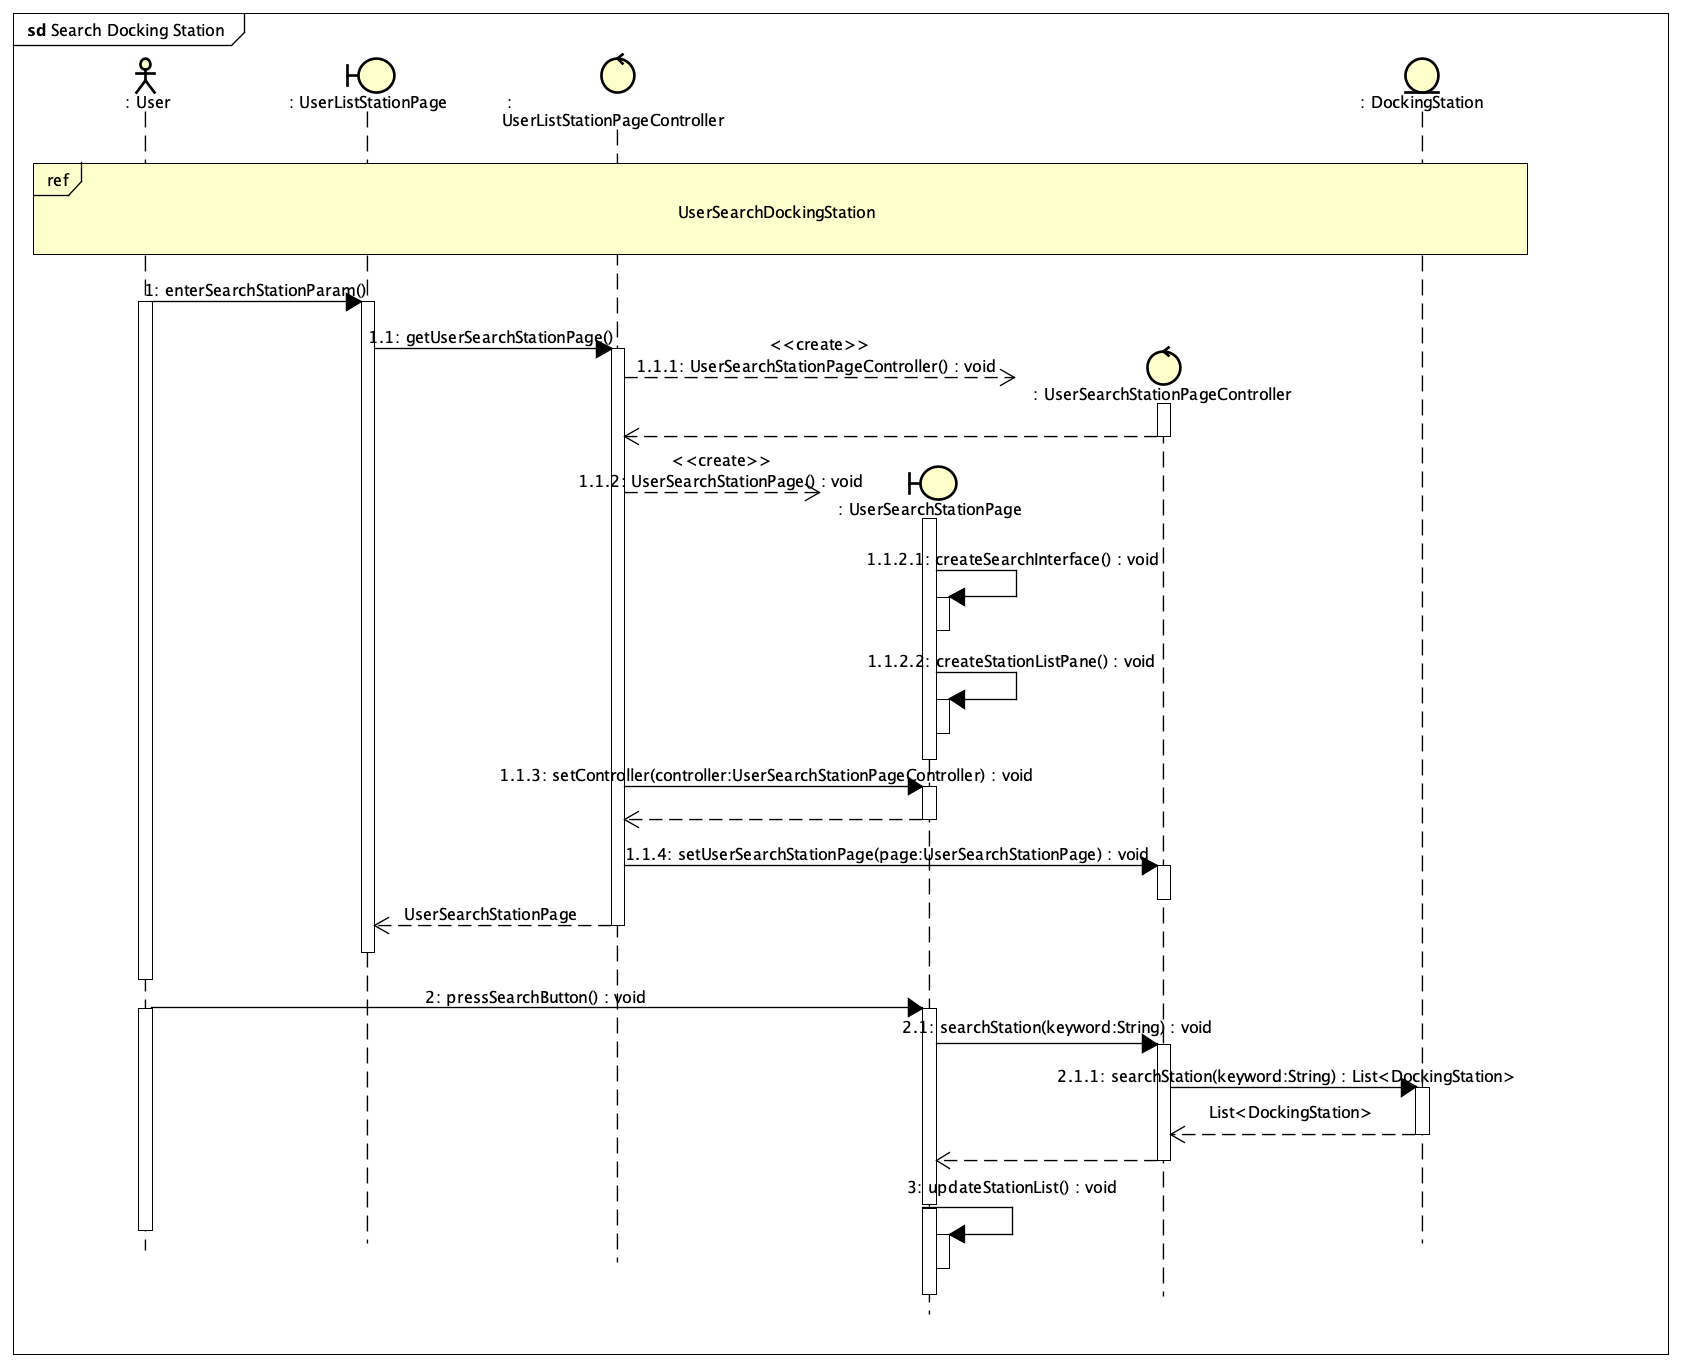 sd Search Docking Station
: User
: UserListStationPage
:
UserListStationPageController
: DockingStation
ref
UserSearchDockingStation
1: enterSearchStationParam()
1.1: getUserSearchStationPage()
<<create>>
1.1.1: UserSearchStationPageController() : void
: UserSearchStationPageController
<<create>>
1.1.2: UserSearchStationPage() : void
: UserSearchStationPage
1.1.2.1: createSearchInterface() : void
1.1.2.2: createStationListPane() : void
1.1.3: setController(controller:UserSearchStationPageController) : void
1.1.4: setUserSearchStationPage(page:UserSearchStationPage) : void
UserSearchStationPage
2: pressSearchButton() : void
2.1: searchStation(keyword:String) : void
2.1.1: searchStation(keyword:String) : List<DockingStation>
List<DockingStation>
3: updateStationList() : void